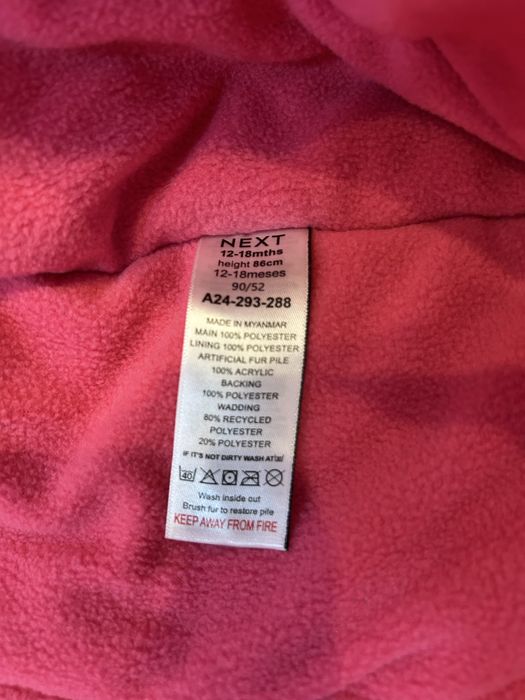 NEXT
12-18mths
height 86cm
12-18meses
90/52
A24-293-288
MADE IN MYANMAR
MAIN 100% POLYESTER
LINING 100% POLYESTER
ARTIFICIAL FUR PILE
100% ACRYLIC
BACKING
100% POLYESTER
WADDING
80% RECYCLED
POLYESTER
20% POLYESTER
IF IT'S NOT DIRTY WASH AT 30
40
Wash inside out
Brush fur to restore pile
KEEP AWAY FROM FIRE